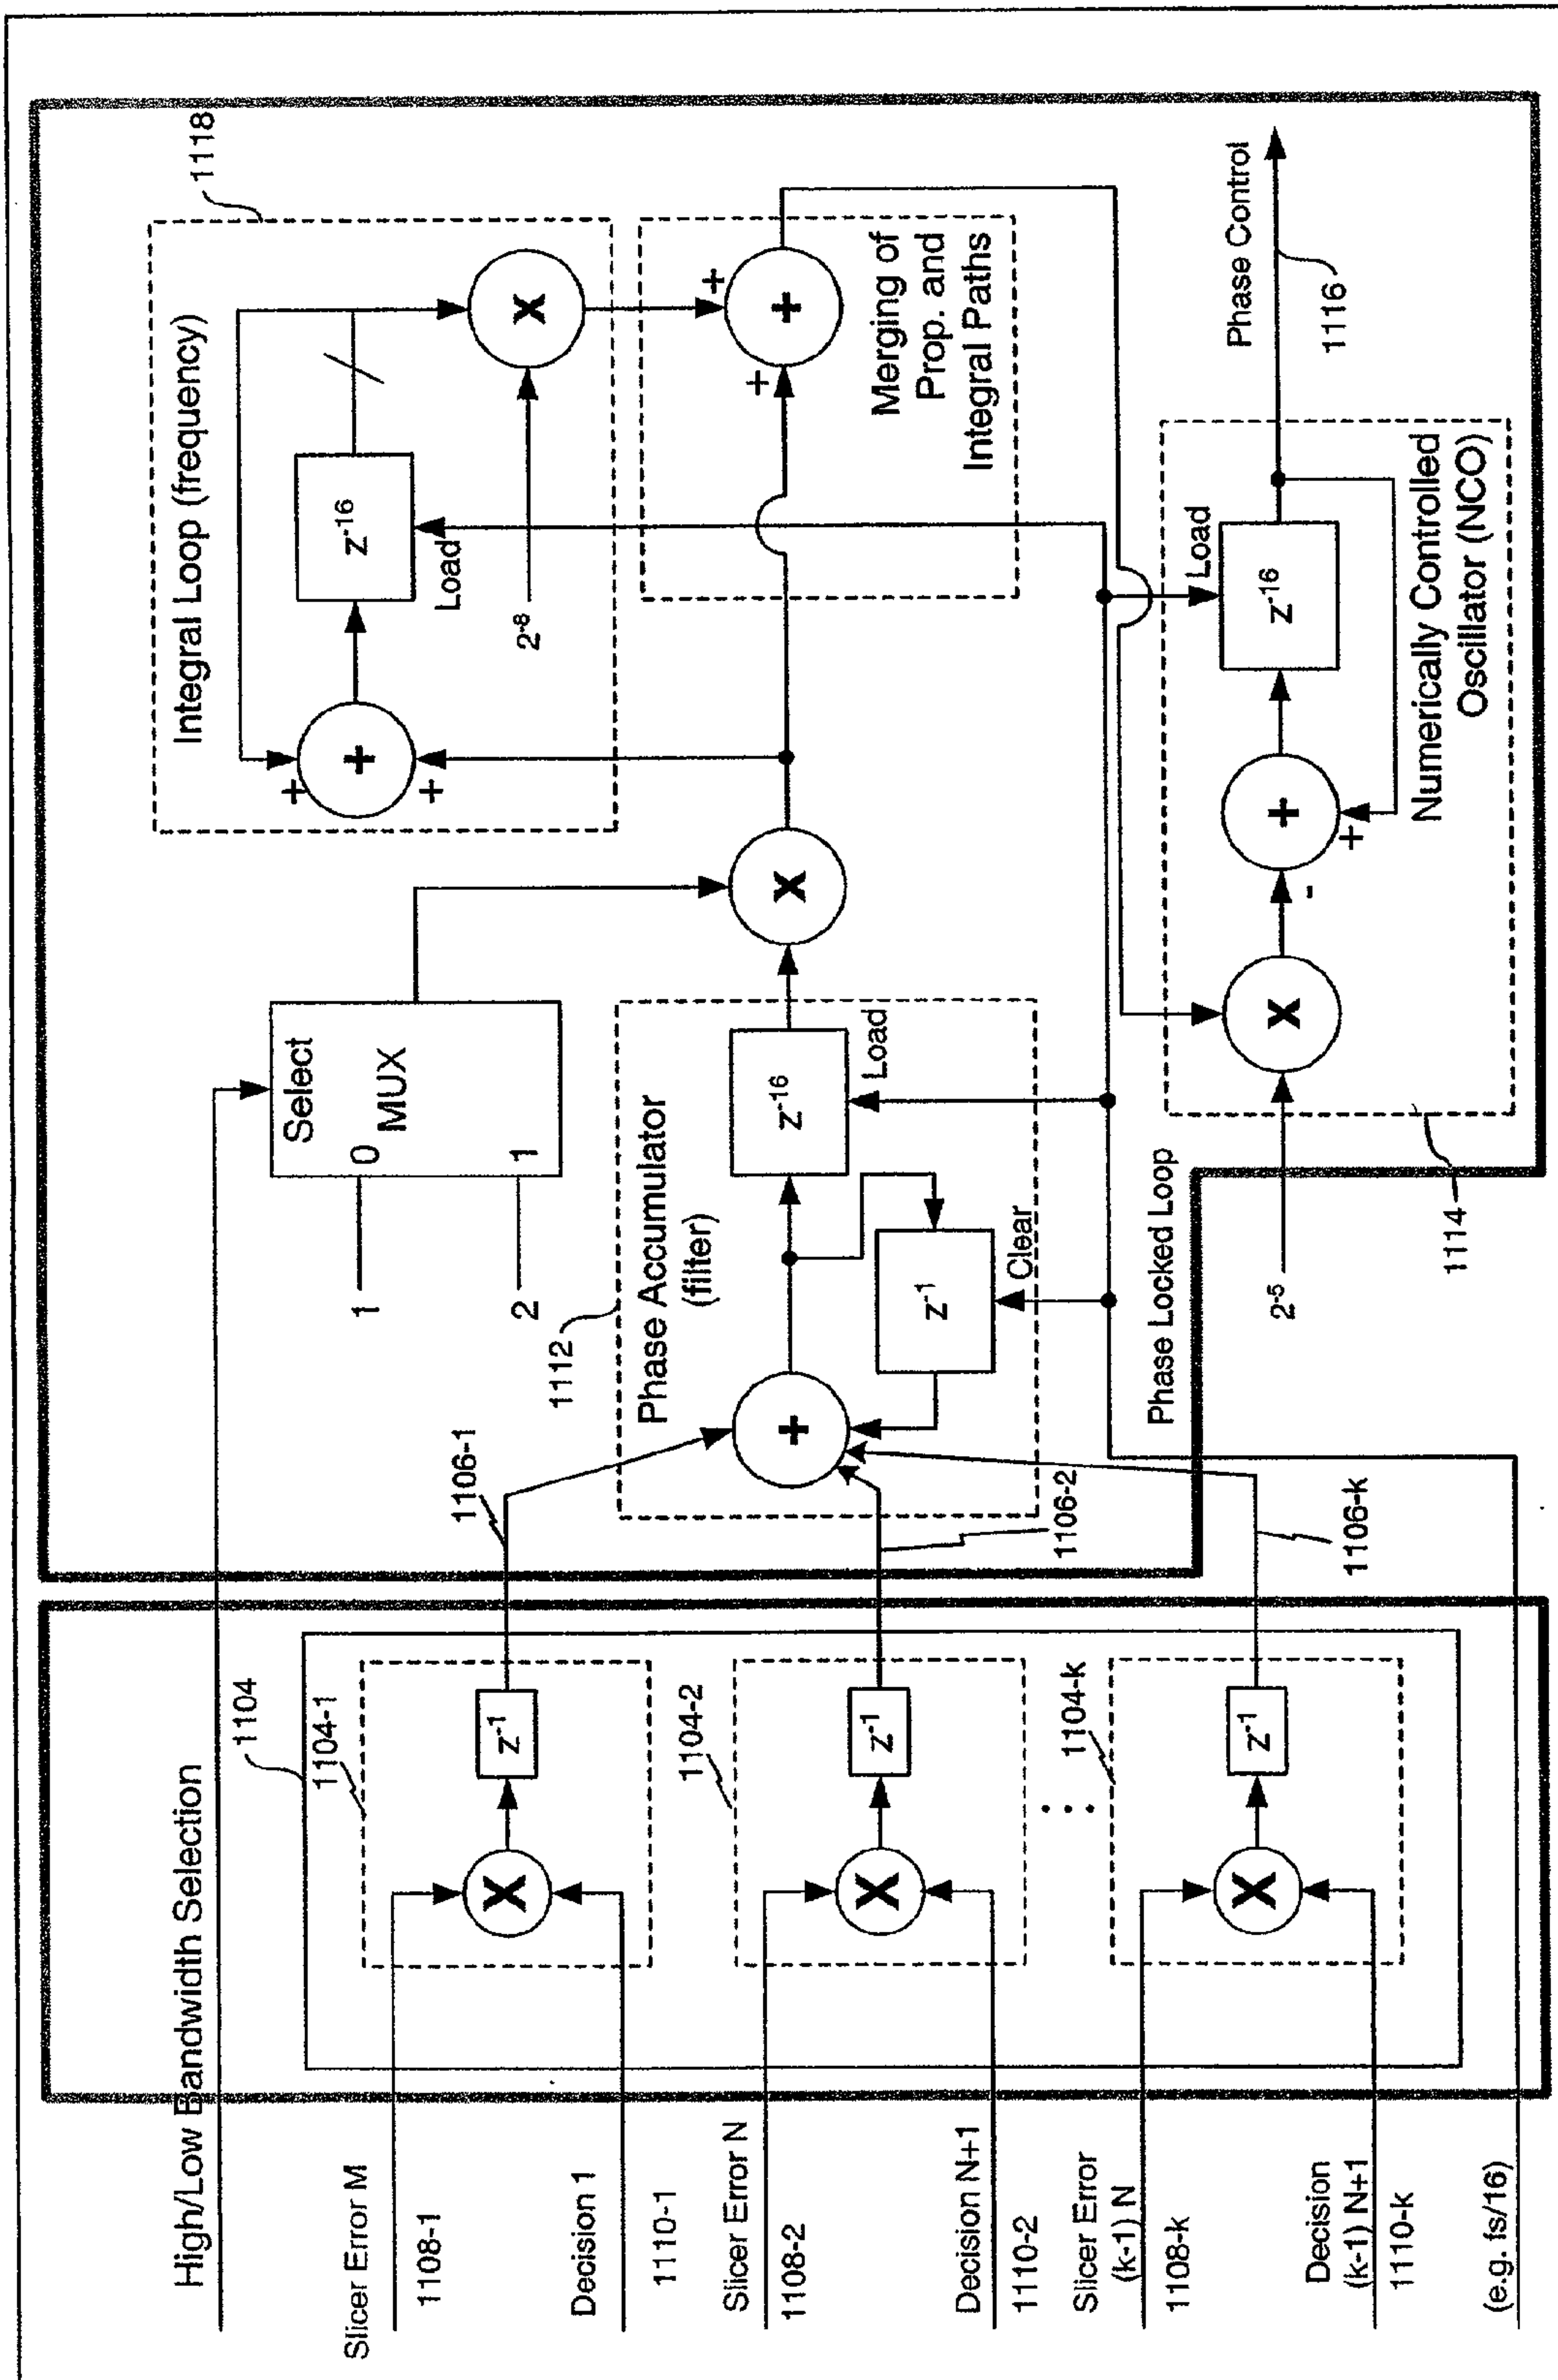 High/Low Bandwidth Selection
Slicer Error M
1108-1
Decision 1
1110-1
Slicer Error N
1108-2
Decision N+1
1110-2
Slicer Error
(k-1) N
1108-k
Decision
(k-1) N+1
1110-k
(e.g. fs/16)
1104
1104-1
X
z⁻¹
1104-2
X
z⁻¹
1104-k
X
z⁻¹
1106-1
1106-2
1106-k
1
2
Select
0
MUX
1
1112
Phase Accumulator
(filter)
+
z⁻¹
Clear
z⁻¹⁶
Load
X
Integral Loop (frequency)
1118
+
+
+
z⁻¹⁶
Load
2⁻⁸
X
+
+
+
Merging of
Prop. and
Integral Paths
Phase Locked Loop
2⁻⁵
1114
X
-
+
+
z⁻¹⁶
Load
Numerically Controlled
Oscillator (NCO)
Phase Control
1116